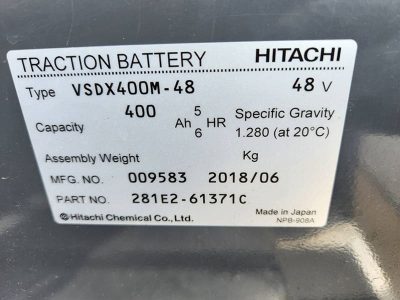 TRACTION BATTERY HITACHI
Type VSDX400M-48 48 V
Capacity 400 Ah 5 6 HR Specific Gravity 1.280 (at 20°C)
Assembly Weight Kg
MFG. NO. 009583 2018/06
PART NO. 281E2-61371C
Hitachi Chemical Co., Ltd. Made in Japan
NPB-908A